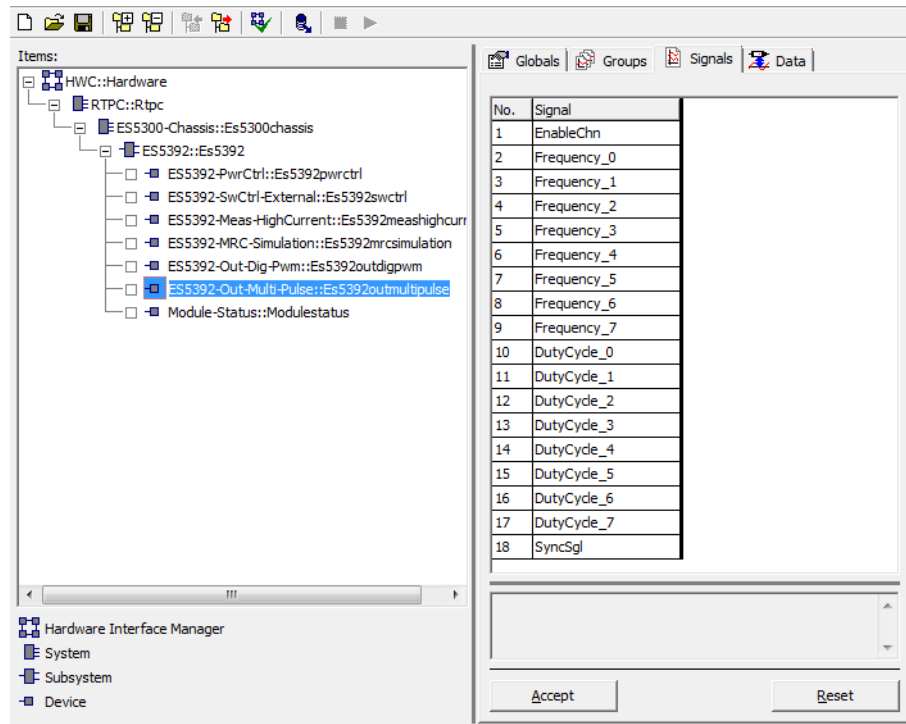 Items:
HWC::Hardware
RTPC::Rtpc
ES5300-Chassis::Es5300chassis
ES5392::Es5392
ES5392-PwrCtrl::Es5392pwrctrl
ES5392-SwCtrl-External::Es5392swctrl
ES5392-Meas-HighCurrent::Es5392meashighcurr
ES5392-MRC-Simulation::Es5392mrcsimulation
ES5392-Out-Dig-Pwm::Es5392outdigpwm
ES5392-Out-Multi-Pulse::Es5392outmultipulse
Module-Status::Modulestatus
Hardware Interface Manager
System
Subsystem
Device
Globals Groups Signals Data
No. Signal
1 EnableChn
2 Frequency_0
3 Frequency_1
4 Frequency_2
5 Frequency_3
6 Frequency_4
7 Frequency_5
8 Frequency_6
9 Frequency_7
10 DutyCycle_0
11 DutyCycle_1
12 DutyCycle_2
13 DutyCycle_3
14 DutyCycle_4
15 DutyCycle_5
16 DutyCycle_6
17 DutyCycle_7
18 SyncSgl
Accept Reset